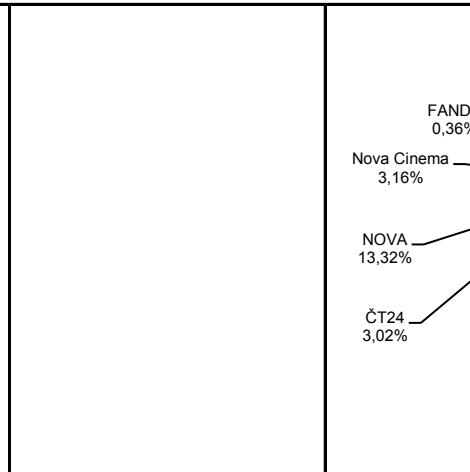 FAND
0,36%
Nova Cinema
3,16%
NOVA
13,32%
ČT24
3,02%